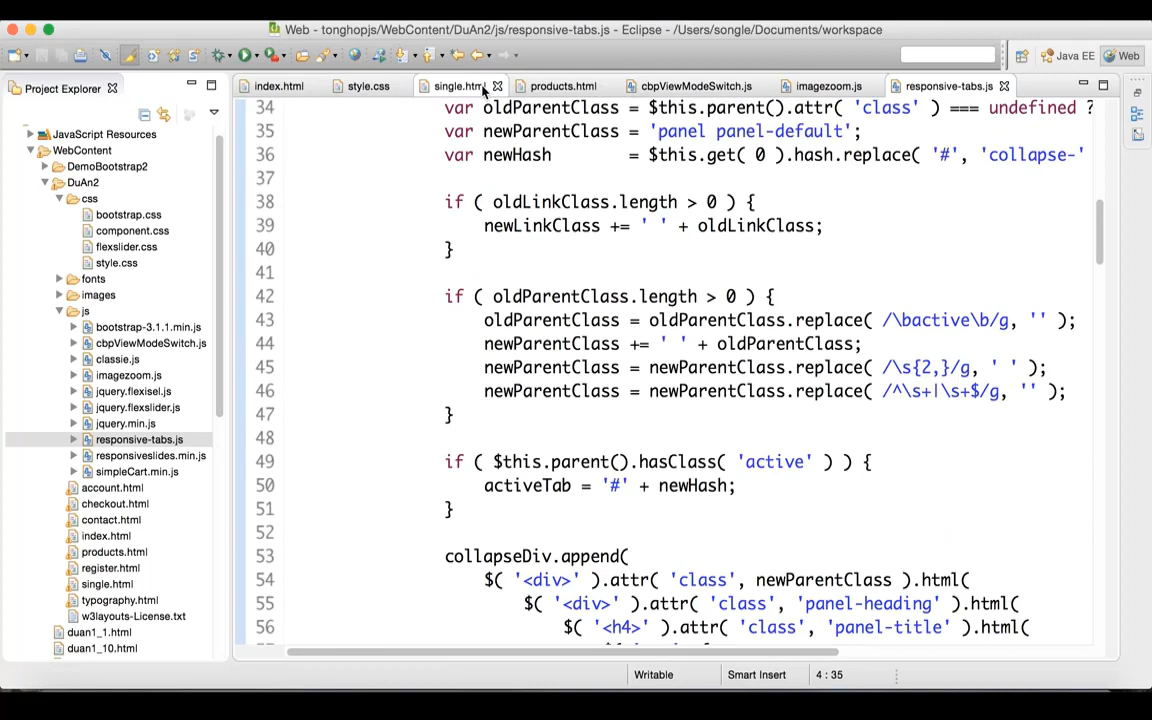 Web - tonghopjs/WebContent/DuAn2/js/responsive-tabs.js - Eclipse - /Users/songle/Documents/workspace
Java EE
Web
Project Explorer
index.html
style.css
single.html
products.html
cbpViewModeSwitch.js
imagezoom.js
responsive-tabs.js
JavaScript Resources
WebContent
DemoBootstrap2
DuAn2
css
bootstrap.css
component.css
flexslider.css
style.css
fonts
images
js
bootstrap-3.1.1.min.js
cbpViewModeSwitch.js
classie.js
imagezoom.js
jquery.flexisel.js
jquery.flexslider.js
jquery.min.js
responsive-tabs.js
responsiveslides.min.js
simpleCart.min.js
account.html
checkout.html
contact.html
index.html
products.html
register.html
single.html
typography.html
w3layouts-License.txt
duan1_1.html
duan1_10.html
34 var oldParentClass = $this.parent().attr( 'class' ) === undefined ?
35 var newParentClass = 'panel panel-default';
36 var newHash = $this.get( 0 ).hash.replace( '#', 'collapse-'
37
38 if ( oldLinkClass.length > 0 ) {
39 newLinkClass += ' ' + oldLinkClass;
40 }
41
42 if ( oldParentClass.length > 0 ) {
43 oldParentClass = oldParentClass.replace( /\bactive\b/g, '' );
44 newParentClass += ' ' + oldParentClass;
45 newParentClass = newParentClass.replace( /\s{2,}/g, ' ' );
46 newParentClass = newParentClass.replace( /^\s+|\s+$/g, '' );
47 }
48
49 if ( $this.parent().hasClass( 'active' ) ) {
50 activeTab = '#' + newHash;
51 }
52
53 collapseDiv.append(
54 $( '<div>' ).attr( 'class', newParentClass ).html(
55 $( '<div>' ).attr( 'class', 'panel-heading' ).html(
56 $( '<h4>' ).attr( 'class', 'panel-title' ).html(
Writable
Smart Insert
4 : 35